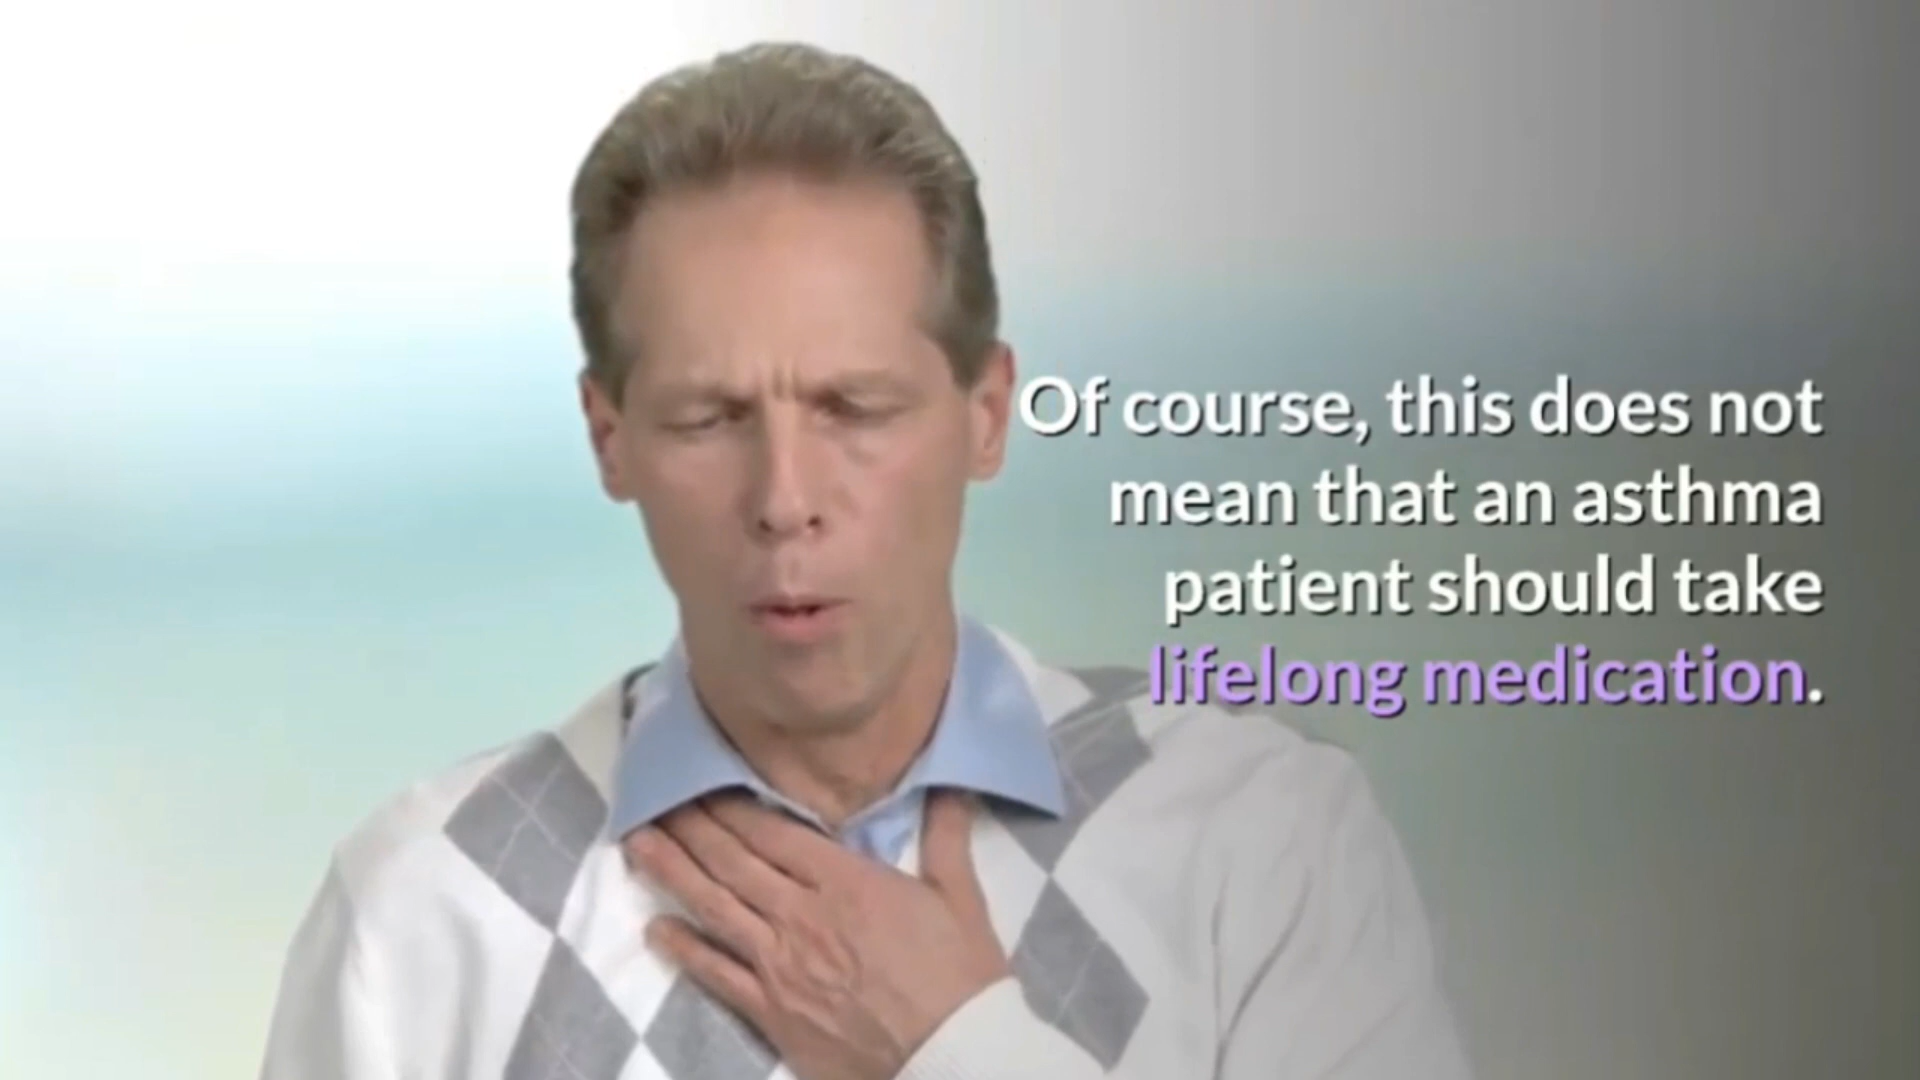 Of course, this does not
mean that an asthma
patient should take
lifelong medication.